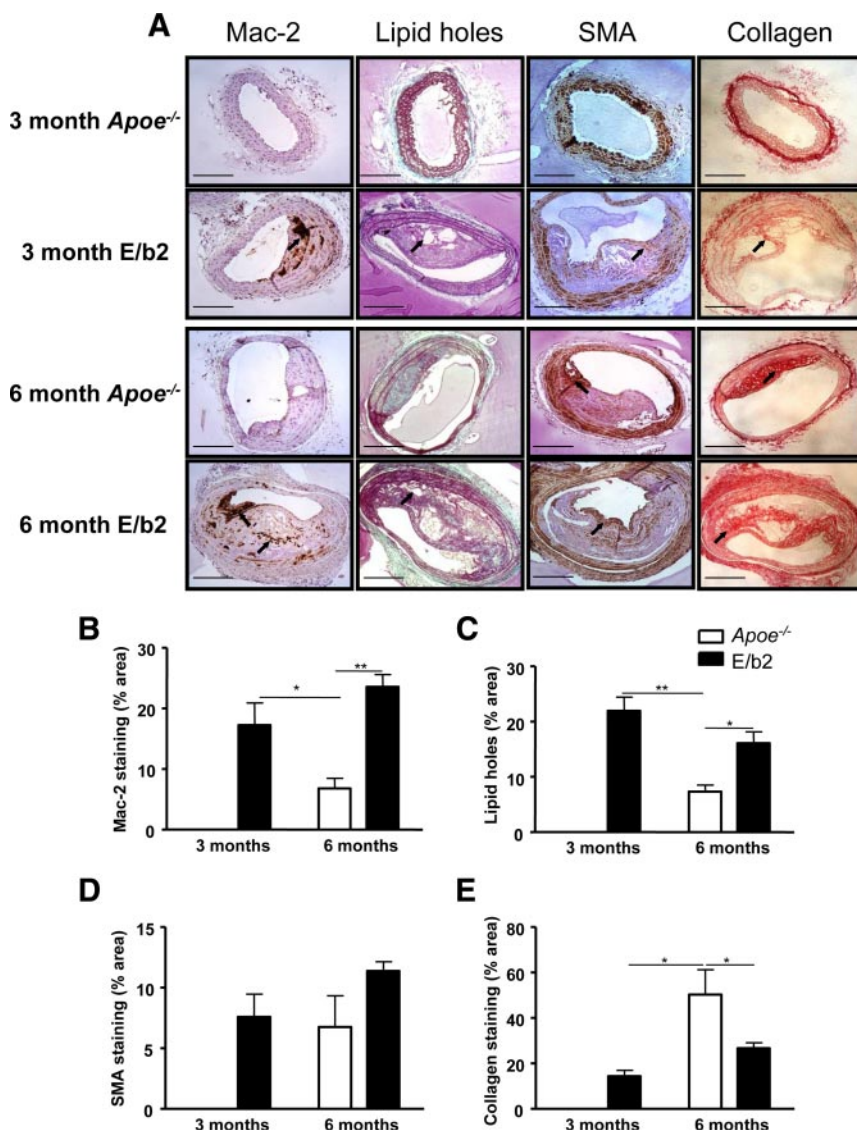 A
Mac-2 Lipid holes SMA Collagen
3 month Apoe-/-
3 month E/b2
6 month Apoe-/-
6 month E/b2
B
Mac-2 staining (% area)
30
20
10
0
*
**
3 months 6 months
C
Apoe-/-
E/b2
Lipid holes (% area)
30
20
10
0
**
*
3 months 6 months
D
SMA staining (% area)
15
10
5
0
3 months 6 months
E
Collagen staining (% area)
80
60
40
20
0
*
*
3 months 6 months